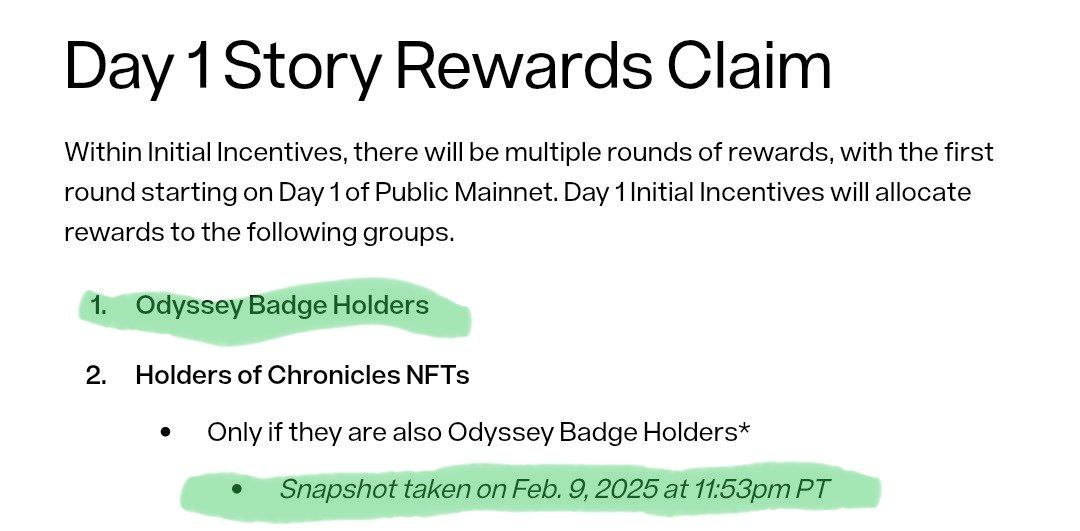 Day 1 Story Rewards Claim
Within Initial Incentives, there will be multiple rounds of rewards, with the first
round starting on Day 1 of Public Mainnet. Day 1 Initial Incentives will allocate
rewards to the following groups.
1. Odyssey Badge Holders
2. Holders of Chronicles NFTs
• Only if they are also Odyssey Badge Holders*
• Snapshot taken on Feb. 9, 2025 at 11:53pm PT